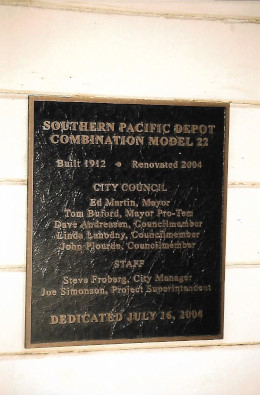 SOUTHERN PACIFIC DEPOT
COMBINATION MODEL 22
Built 1912 • Renovated 2004
CITY COUNCIL
Ed Martin, Mayor
Tom Buford, Mayor Pro-Tem
Dave Andreasen, Councilmember
Linda Lahodny, Councilmember
John Plourde, Councilmember
STAFF
Steve Froberg, City Manager
Joe Simonson, Project Superintendent
DEDICATED JULY 16, 2004